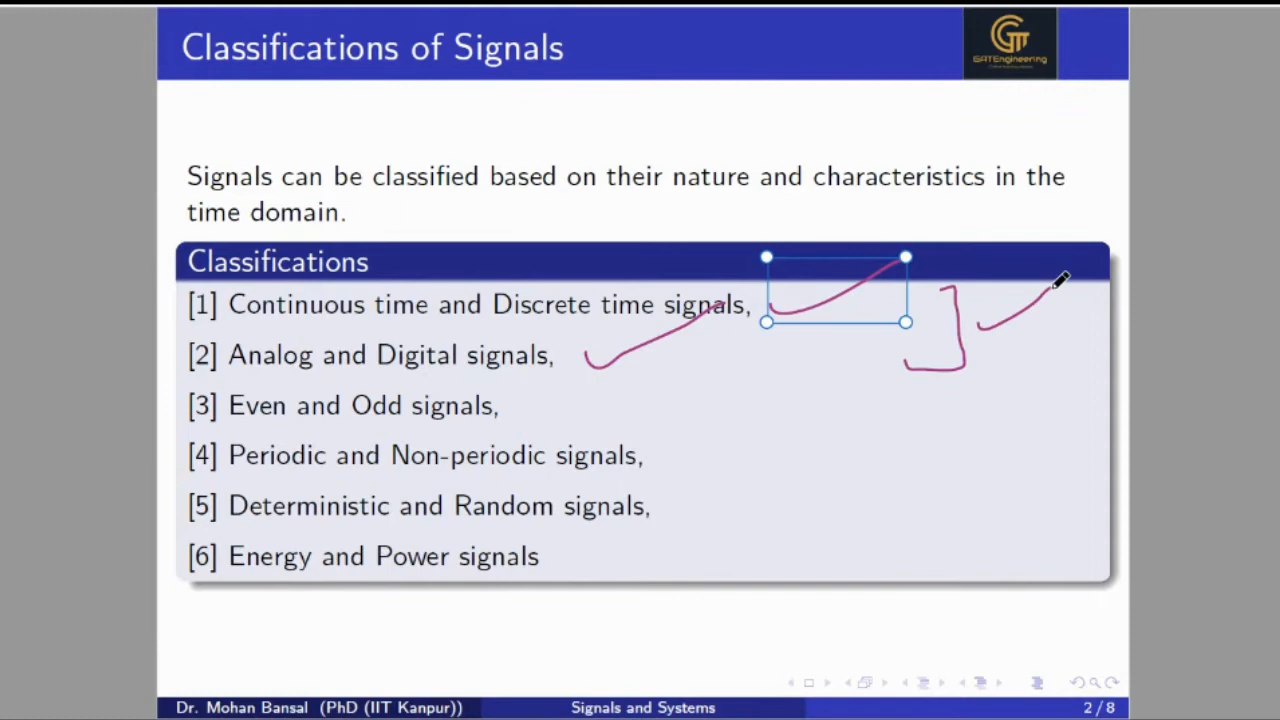 Classifications of Signals
GATEngineering
Signals can be classified based on their nature and characteristics in the
time domain.
Classifications
[1] Continuous time and Discrete time signals,
[2] Analog and Digital signals,
[3] Even and Odd signals,
[4] Periodic and Non-periodic signals,
[5] Deterministic and Random signals,
[6] Energy and Power signals
Dr. Mohan Bansal (PhD (IIT Kanpur)) Signals and Systems 2 / 8